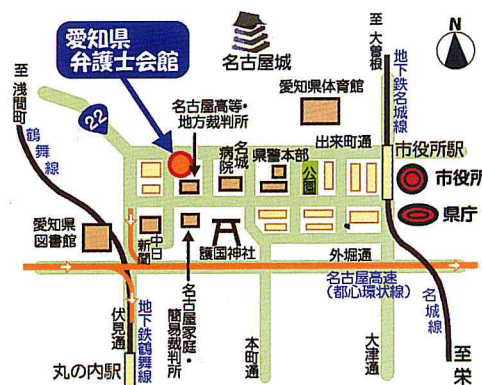 愛知県
弁護士会館
名古屋城
愛知県体育館
至大曽根
地下鉄名城線
N
至浅間町
鶴舞線
22
名古屋高等・
地方裁判所
名城
病院
県警本部
公園
出来町通
市役所駅
市役所
県庁
愛知県
図書館
中日
新聞
護国神社
外堀通
名古屋高速
(都心環状線)
名古屋家庭・
簡易裁判所
伏見通
地下鉄鶴舞線
丸の内駅
本町通
大津通
名城線
至栄